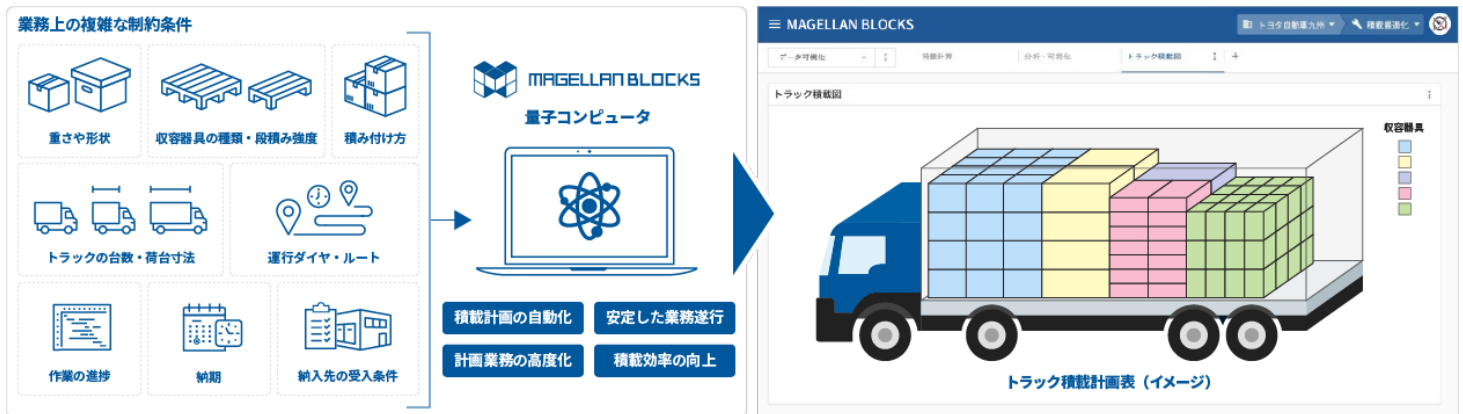 業務上の複雑な制約条件
重さや形状
収容器具の種類・段積み強度
積み付け方
トラックの台数・荷台寸法
運行ダイヤ・ルート
作業の進捗
納期
納入先の受入条件
MAGELLAN BLOCKS
量子コンピュータ
積載計画の自動化
安定した業務遂行
計画業務の高度化
積載効率の向上
MAGELLAN BLOCKS
トヨタ自動車九州
積載最適化
データ可視化
分析・可視化
トラック積載図
トラック積載図
収容器具
トラック積載計画表（イメージ）